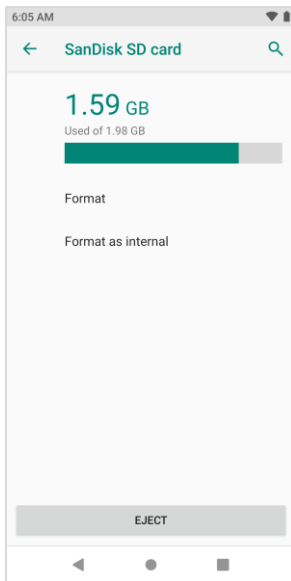 6:05 AM
SanDisk SD card
1.59 GB
Used of 1.98 GB
Format
Format as internal
EJECT